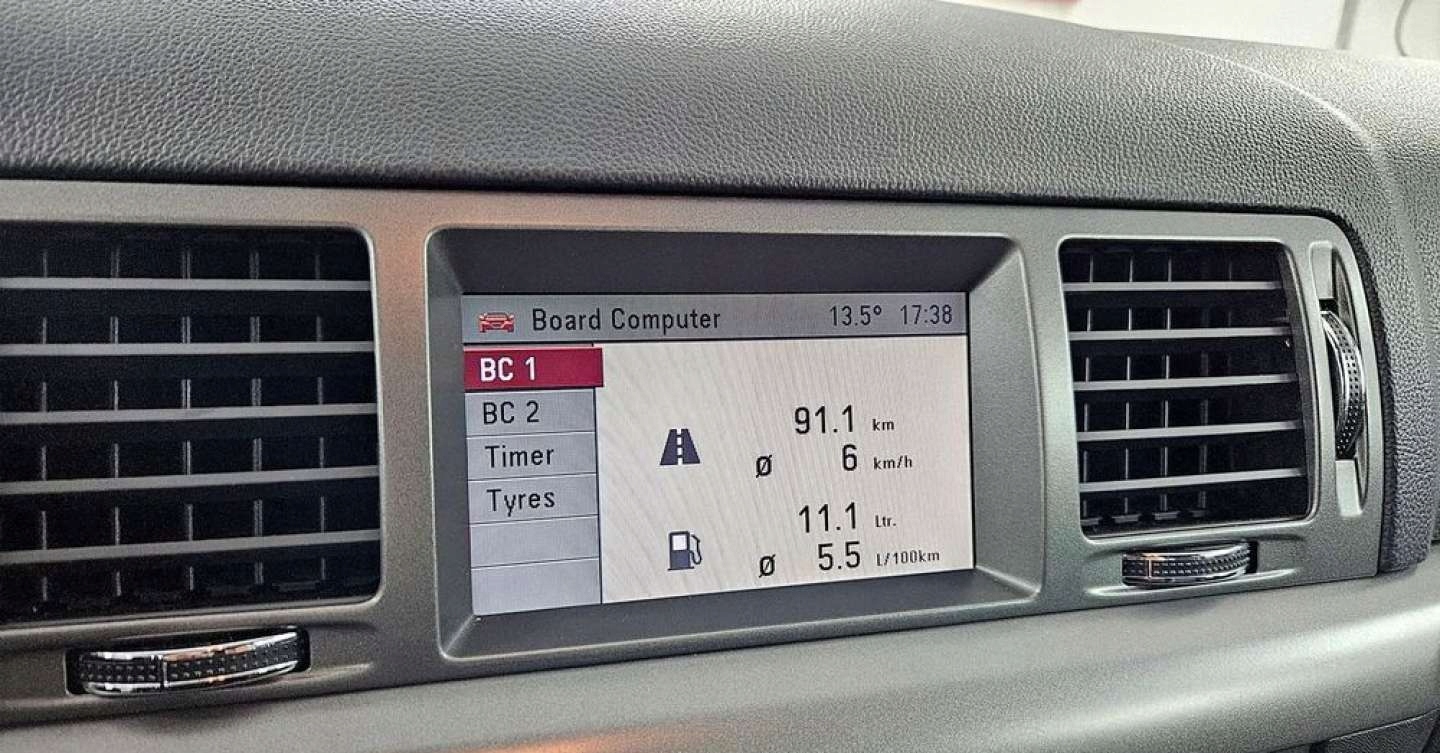 Board Computer 13.5° 17:38
BC 1
BC 2
Timer
Tyres
91.1 km
ø 6 km/h
11.1 Ltr.
ø 5.5 L/100km